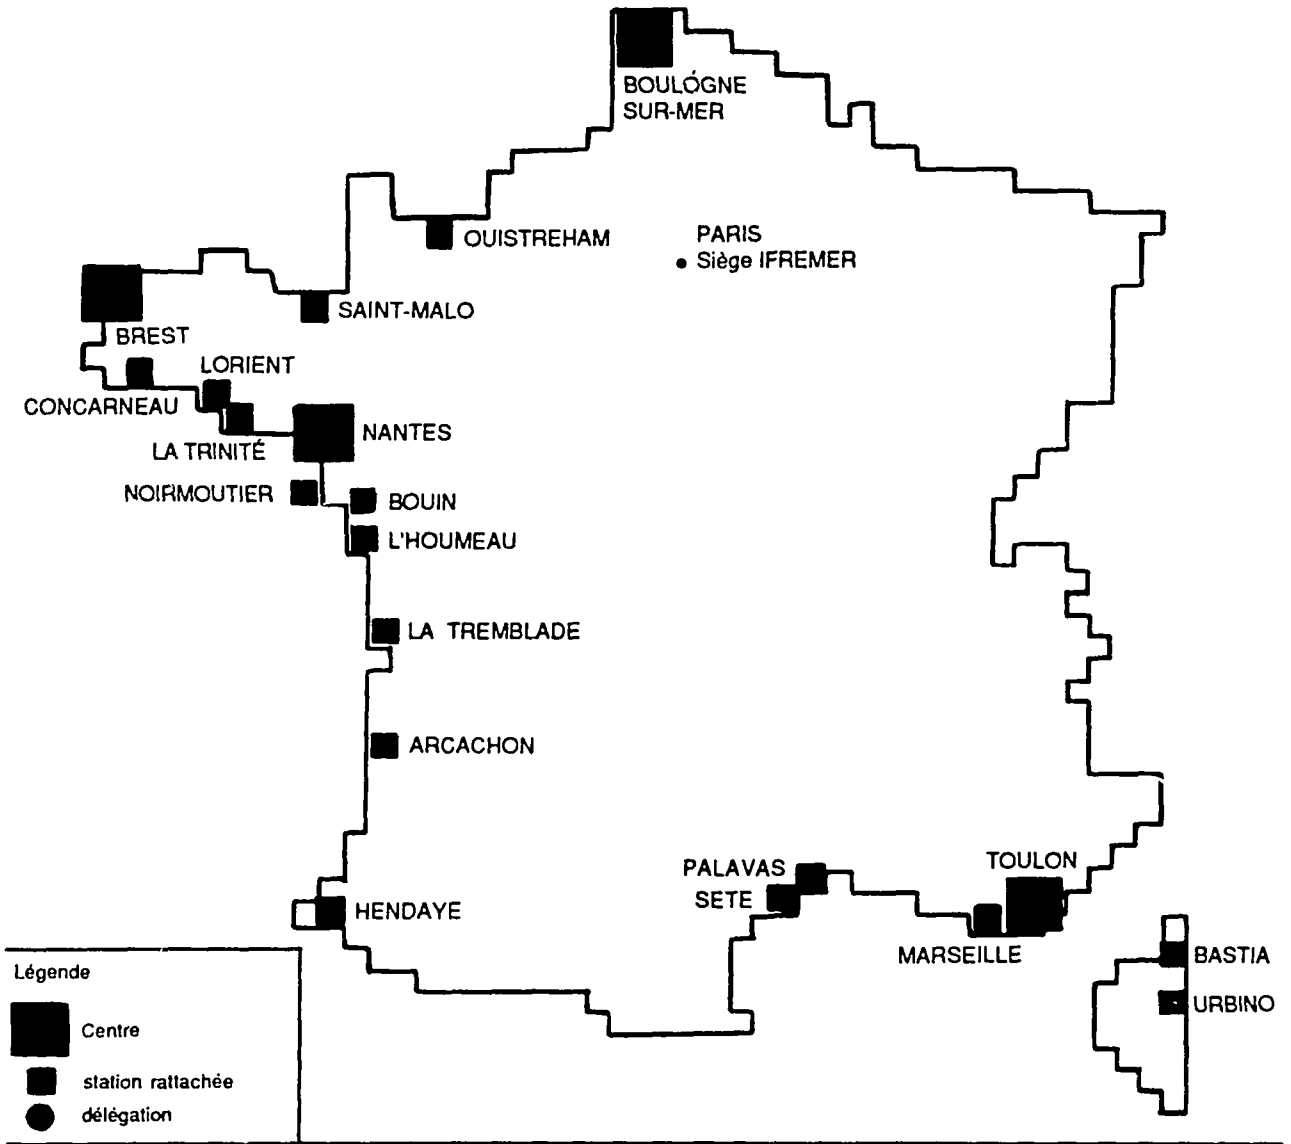 BOULÓGNE
SUR-MER
OUISTREHAM
PARIS
Siège IFREMER
SAINT-MALO
BREST
LORIENT
CONCARNEAU
NANTES
LA TRINITÉ
NOIRMOUTIER
BOUIN
L'HOUMEAU
LA TREMBLADE
ARCACHON
TOULON
PALAVAS
SETE
HENDAYE
MARSEILLE
BASTIA
URBINO
Légende
Centre
station rattachée
délégation